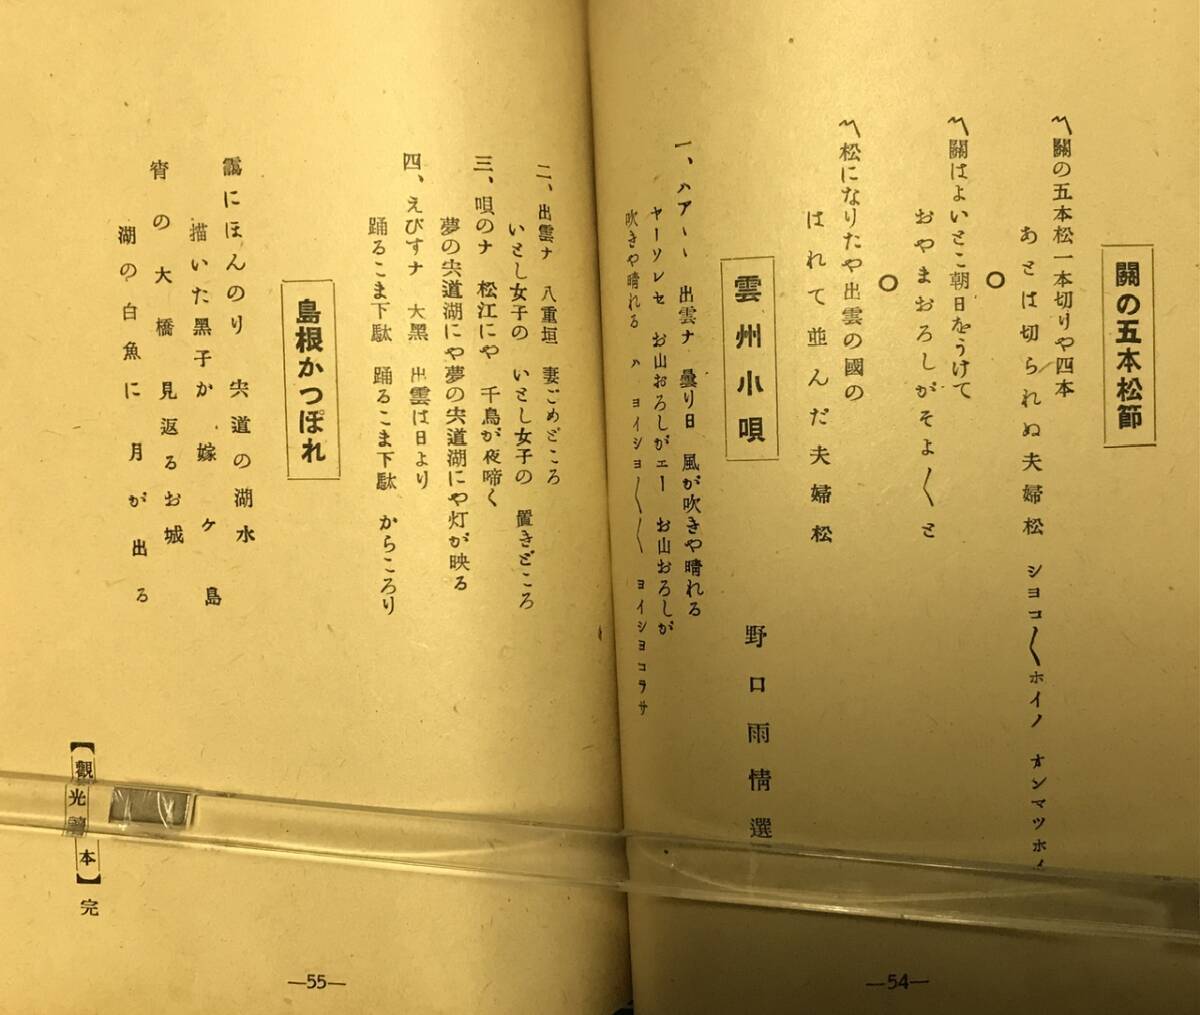 關の五本松節
〽關の五本松一本切りや四本
あとは切られぬ夫婦松 シヨコ〳〵ホイノ オンマツホイ
○
〽關はよいとこ朝日をうけて
おやまおろしがそよ〳〵と
○
〽松になりたや出雲の國の
はれて並んだ夫婦松
雲州小唄
野口雨情選
一、ハアヽヽ 出雲ナ 曇り日 風が吹きや晴れる
ヤーソレセ お山おろしがエー お山おろしが
吹きや晴れる ハ ヨイシヨ〳〵〳〵 ヨイシヨコラサ
—54—
二、出雲ナ 八重垣 妻ごめどころ
いとし女子の いとし女子の 置きどころ
三、唄のナ 松江にや 千鳥が夜啼く
夢の宍道湖にや夢の宍道湖にや灯が映る
四、えびすナ 大黑 出雲は日より
踊るこま下駄 踊るこま下駄 からころり
島根かつぽれ
靄にほんのり 宍道の湖水
描いた黑子か嫁ヶ島
宵の大橋見返るお城
湖の白魚に 月が出る
【觀光讀本】完
—55—